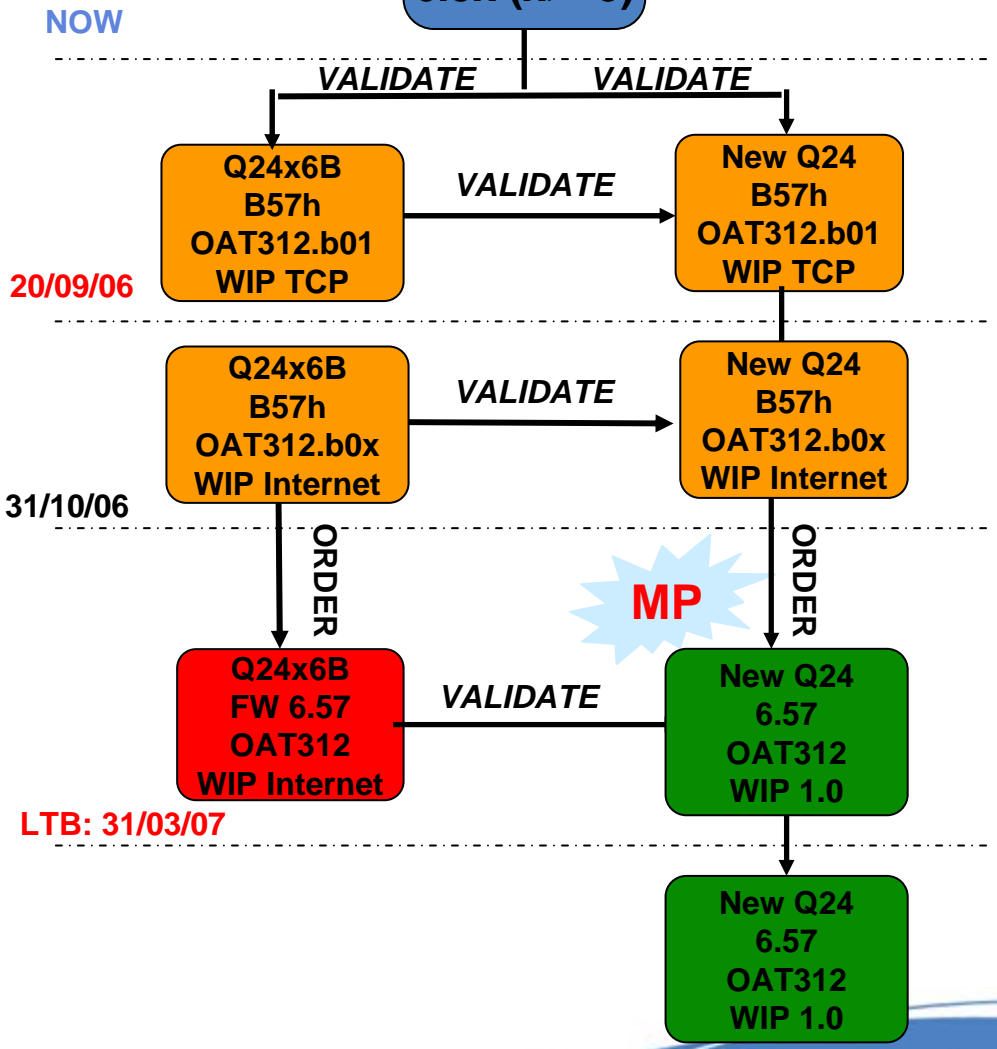 NOW
VALIDATE VALIDATE
Q24x6B
B57h
OAT312.b01
WIP TCP
VALIDATE
New Q24
B57h
OAT312.b01
WIP TCP
20/09/06
Q24x6B
B57h
OAT312.b0x
WIP Internet
VALIDATE
New Q24
B57h
OAT312.b0x
WIP Internet
31/10/06
ORDER
MP
ORDER
Q24x6B
FW 6.57
OAT312
WIP Internet
VALIDATE
New Q24
6.57
OAT312
WIP 1.0
LTB: 31/03/07
New Q24
6.57
OAT312
WIP 1.0